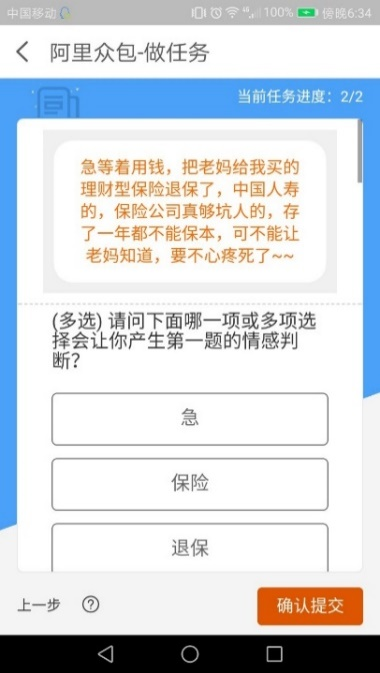 中国移动
100% 傍晚6:34
阿里众包-做任务
当前任务进度：2/2
急等着用钱，把老妈给我买的
理财型保险退保了，中国人寿
的，保险公司真够坑人的，存
了一年都不能保本，可不能让
老妈知道，要不心疼死了~~
(多选) 请问下面哪一项或多项选
择会让你产生第一题的情感判
断？
急
保险
退保
上一步
?
确认提交